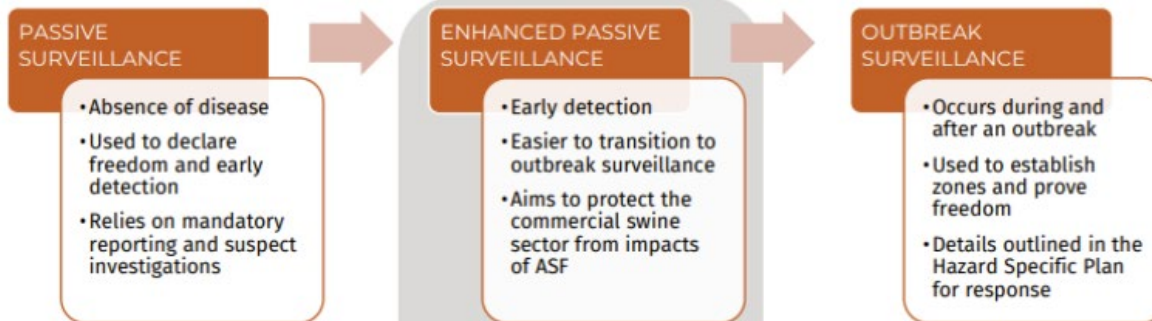 PASSIVE
SURVEILLANCE
•Absence of disease
•Used to declare
freedom and early
detection
•Relies on mandatory
reporting and suspect
investigations
ENHANCED PASSIVE
SURVEILLANCE
•Early detection
•Easier to transition to
outbreak surveillance
•Aims to protect the
commercial swine
sector from impacts
of ASF
OUTBREAK
SURVEILLANCE
•Occurs during and
after an outbreak
•Used to establish
zones and prove
freedom
•Details outlined in the
Hazard Specific Plan
for response